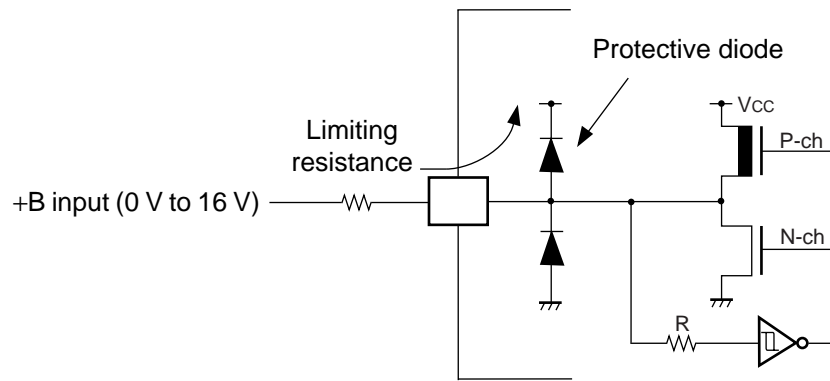 Protective diode
VCC
Limiting
resistance
P-ch
+B input (0 V to 16 V)
N-ch
R